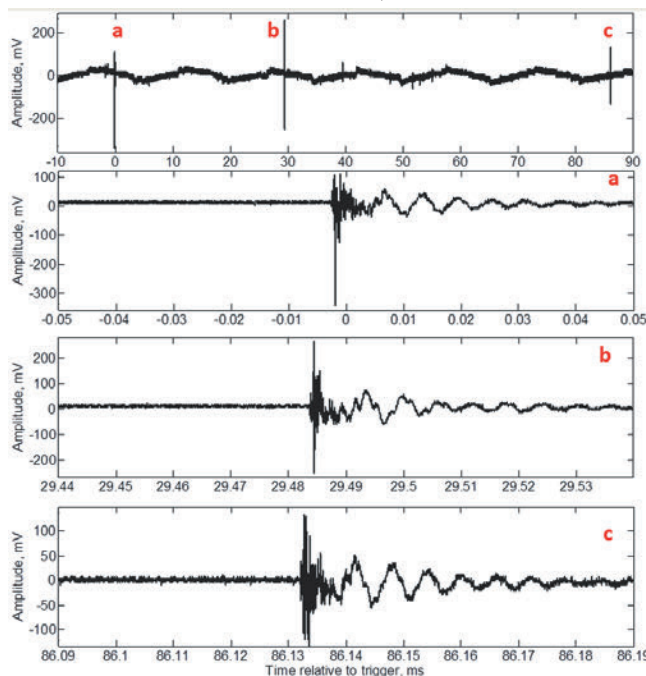 a b c
Amplitude, mV
200
0
-200
-10 0 10 20 30 40 50 60 70 80 90
a
Amplitude, mV
100
0
-100
-200
-300
-0.05 -0.04 -0.03 -0.02 -0.01 0 0.01 0.02 0.03 0.04 0.05
b
Amplitude, mV
200
100
0
-100
-200
29.44 29.45 29.46 29.47 29.48 29.49 29.5 29.51 29.52 29.53
c
Amplitude, mV
100
50
0
-50
-100
86.09 86.1 86.11 86.12 86.13 86.14 86.15 86.16 86.17 86.18 86.19
Time relative to trigger, ms